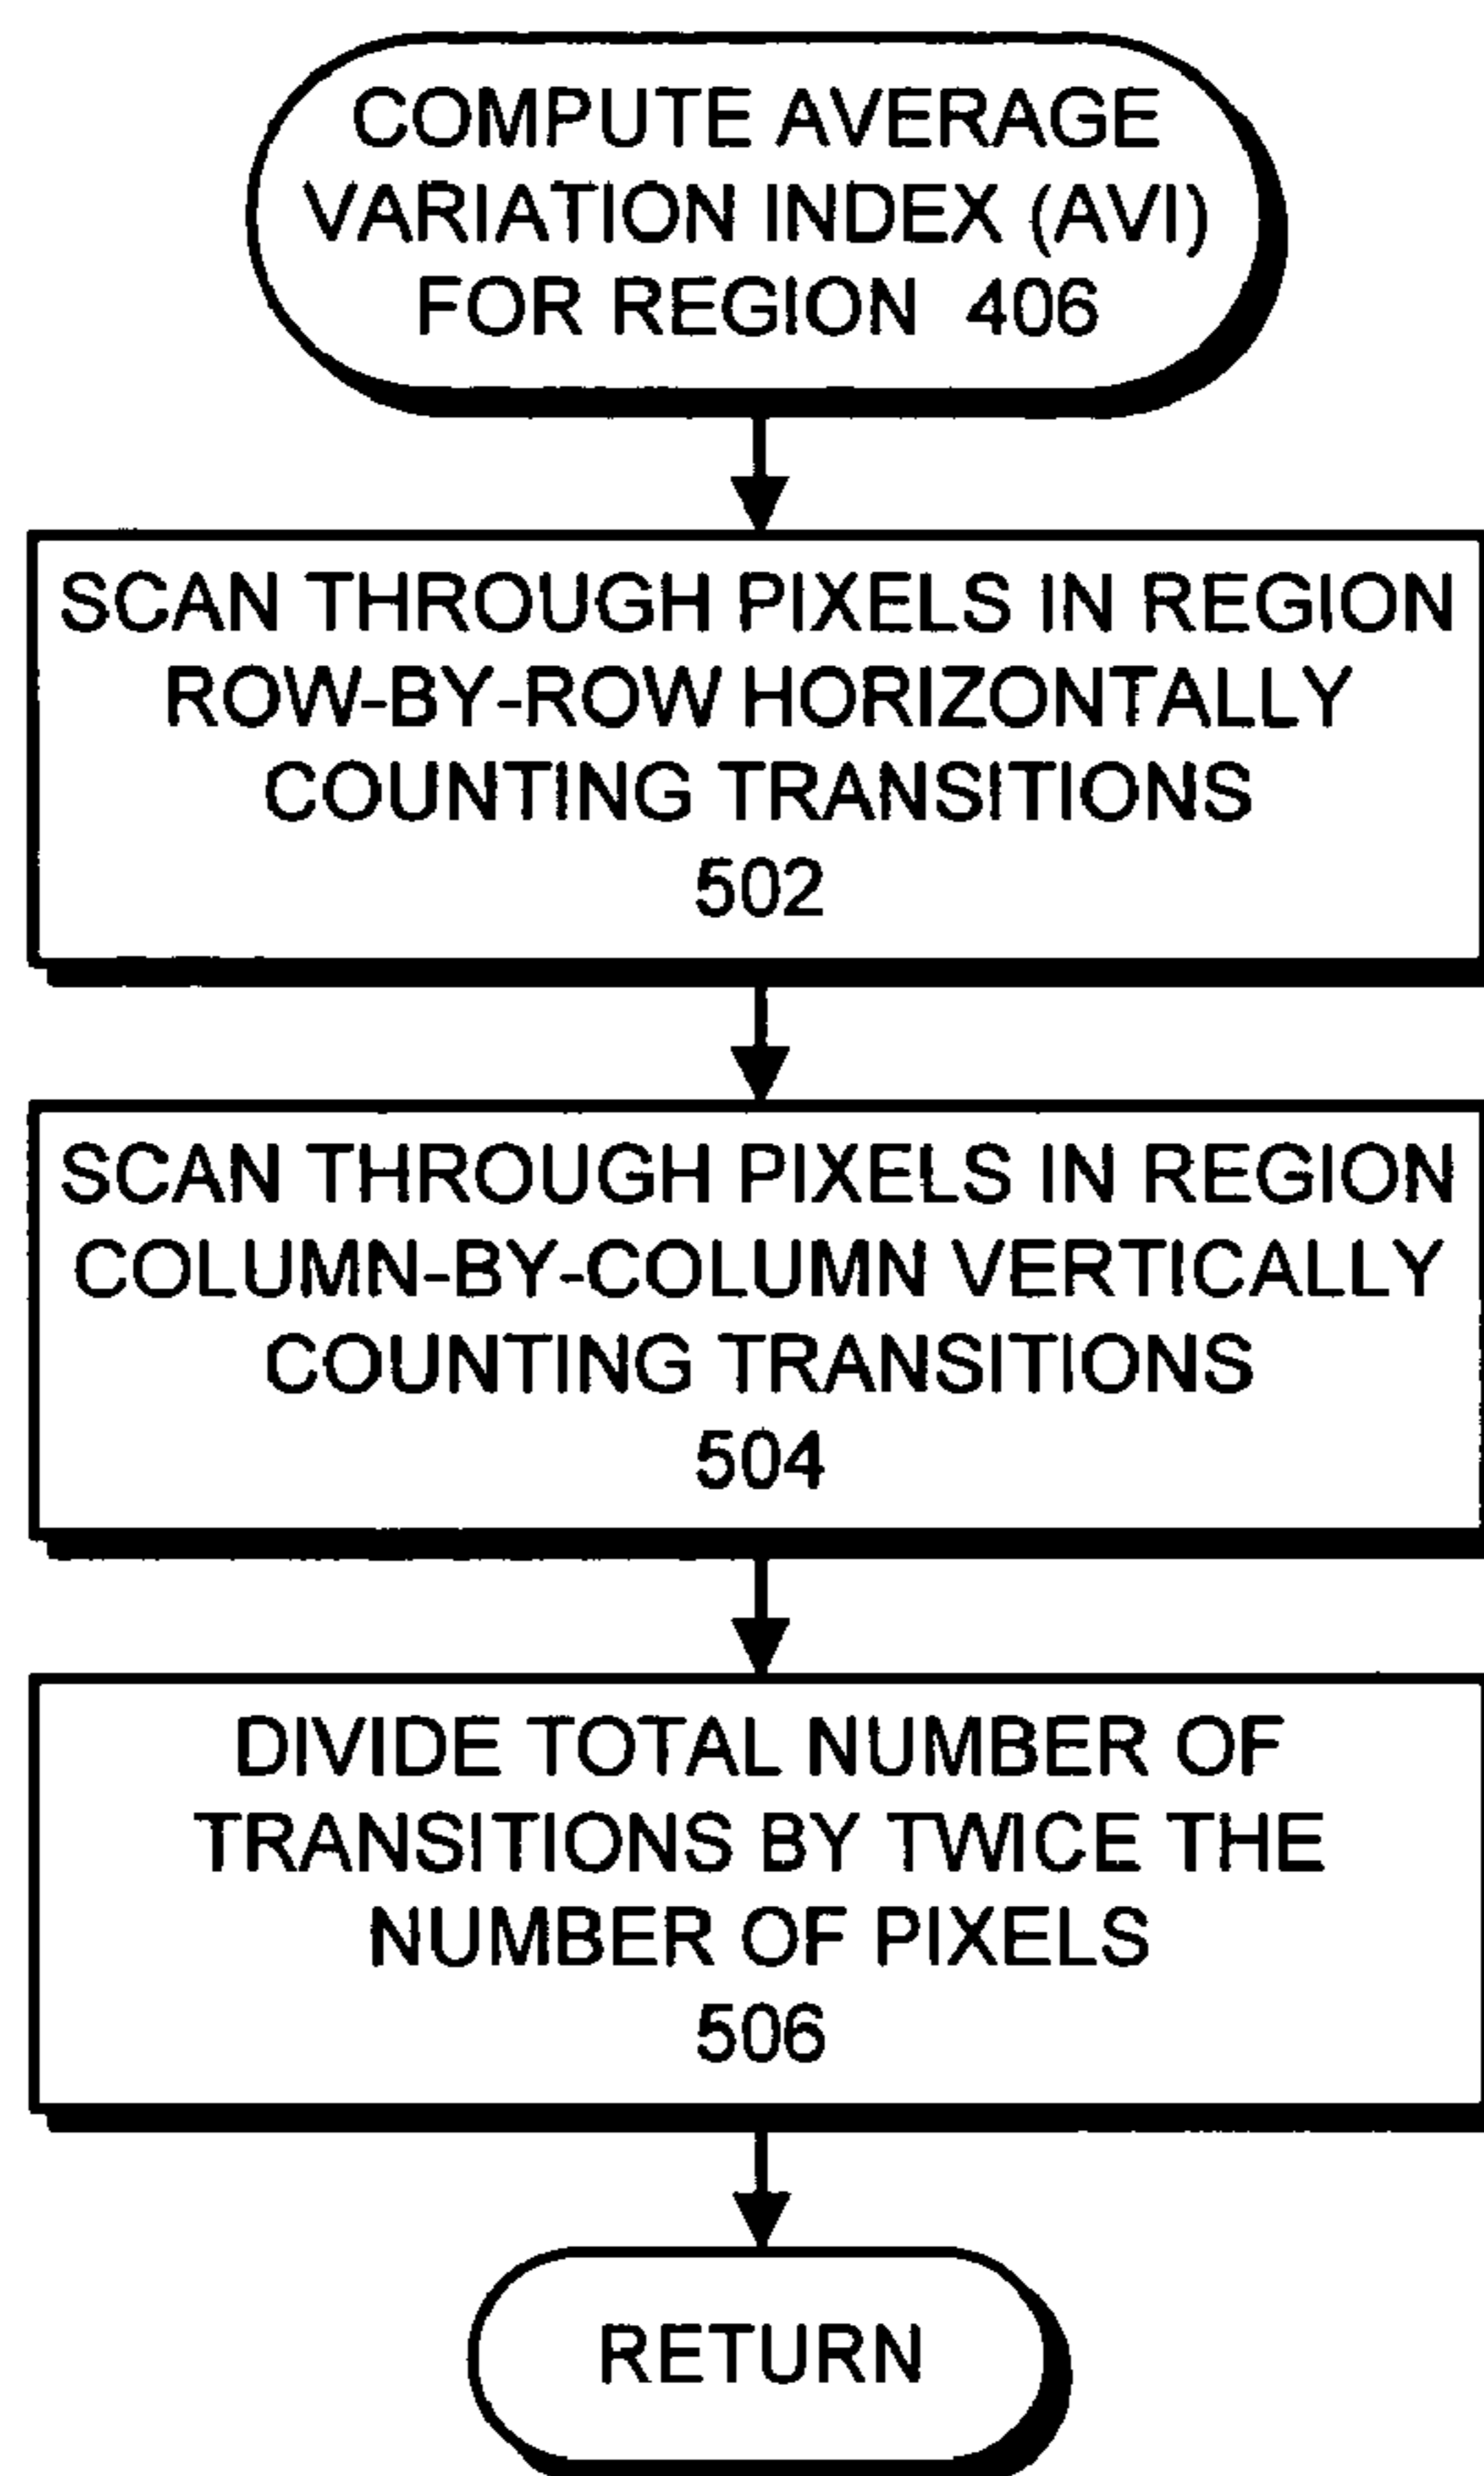 COMPUTE AVERAGE
VARIATION INDEX (AVI)
FOR REGION 406
SCAN THROUGH PIXELS IN REGION
ROW-BY-ROW HORIZONTALLY
COUNTING TRANSITIONS
502
SCAN THROUGH PIXELS IN REGION
COLUMN-BY-COLUMN VERTICALLY
COUNTING TRANSITIONS
504
DIVIDE TOTAL NUMBER OF
TRANSITIONS BY TWICE THE
NUMBER OF PIXELS
506
RETURN